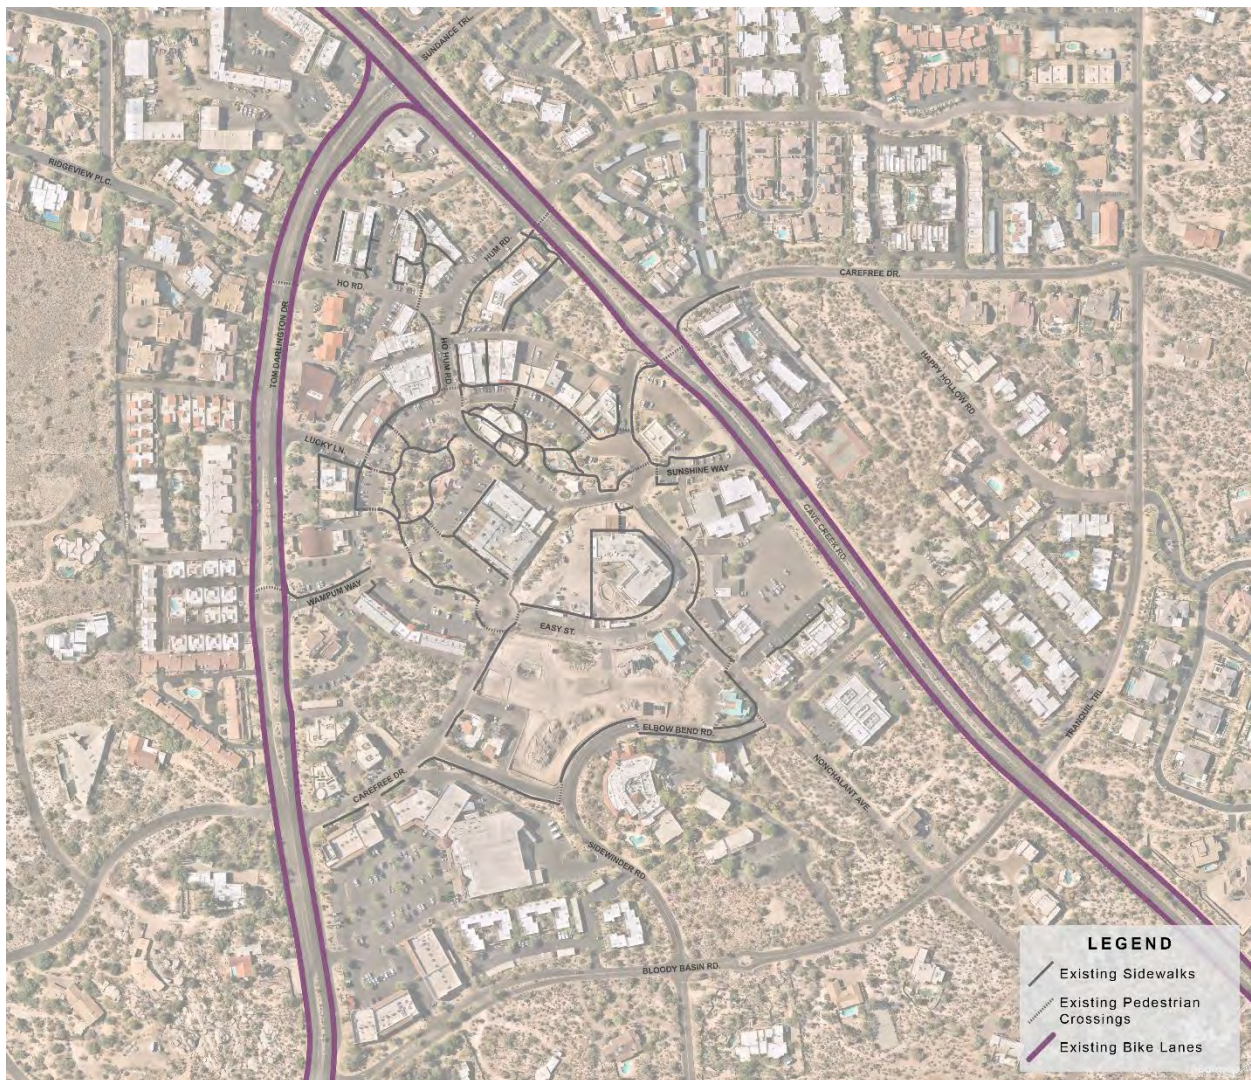 SUNDANCE TRL.
RIDGEVIEW PLC.
HUM RD.
HO RD.
CAREFREE DR.
TOM DARLINGTON DR.
HO HUM RD.
HAPPY HOLLOW RD.
LUCKY LN.
SUNSHINE WAY
CAVE CREEK RD.
WAMPUM WAY
EASY ST.
TRANQUIL TRL.
ELBOW BEND RD.
NONCHALANT AVE.
CAREFREE DR.
SIDEWINDER RD.
BLOODY BASIN RD.
LEGEND
Existing Sidewalks
Existing Pedestrian
Crossings
Existing Bike Lanes